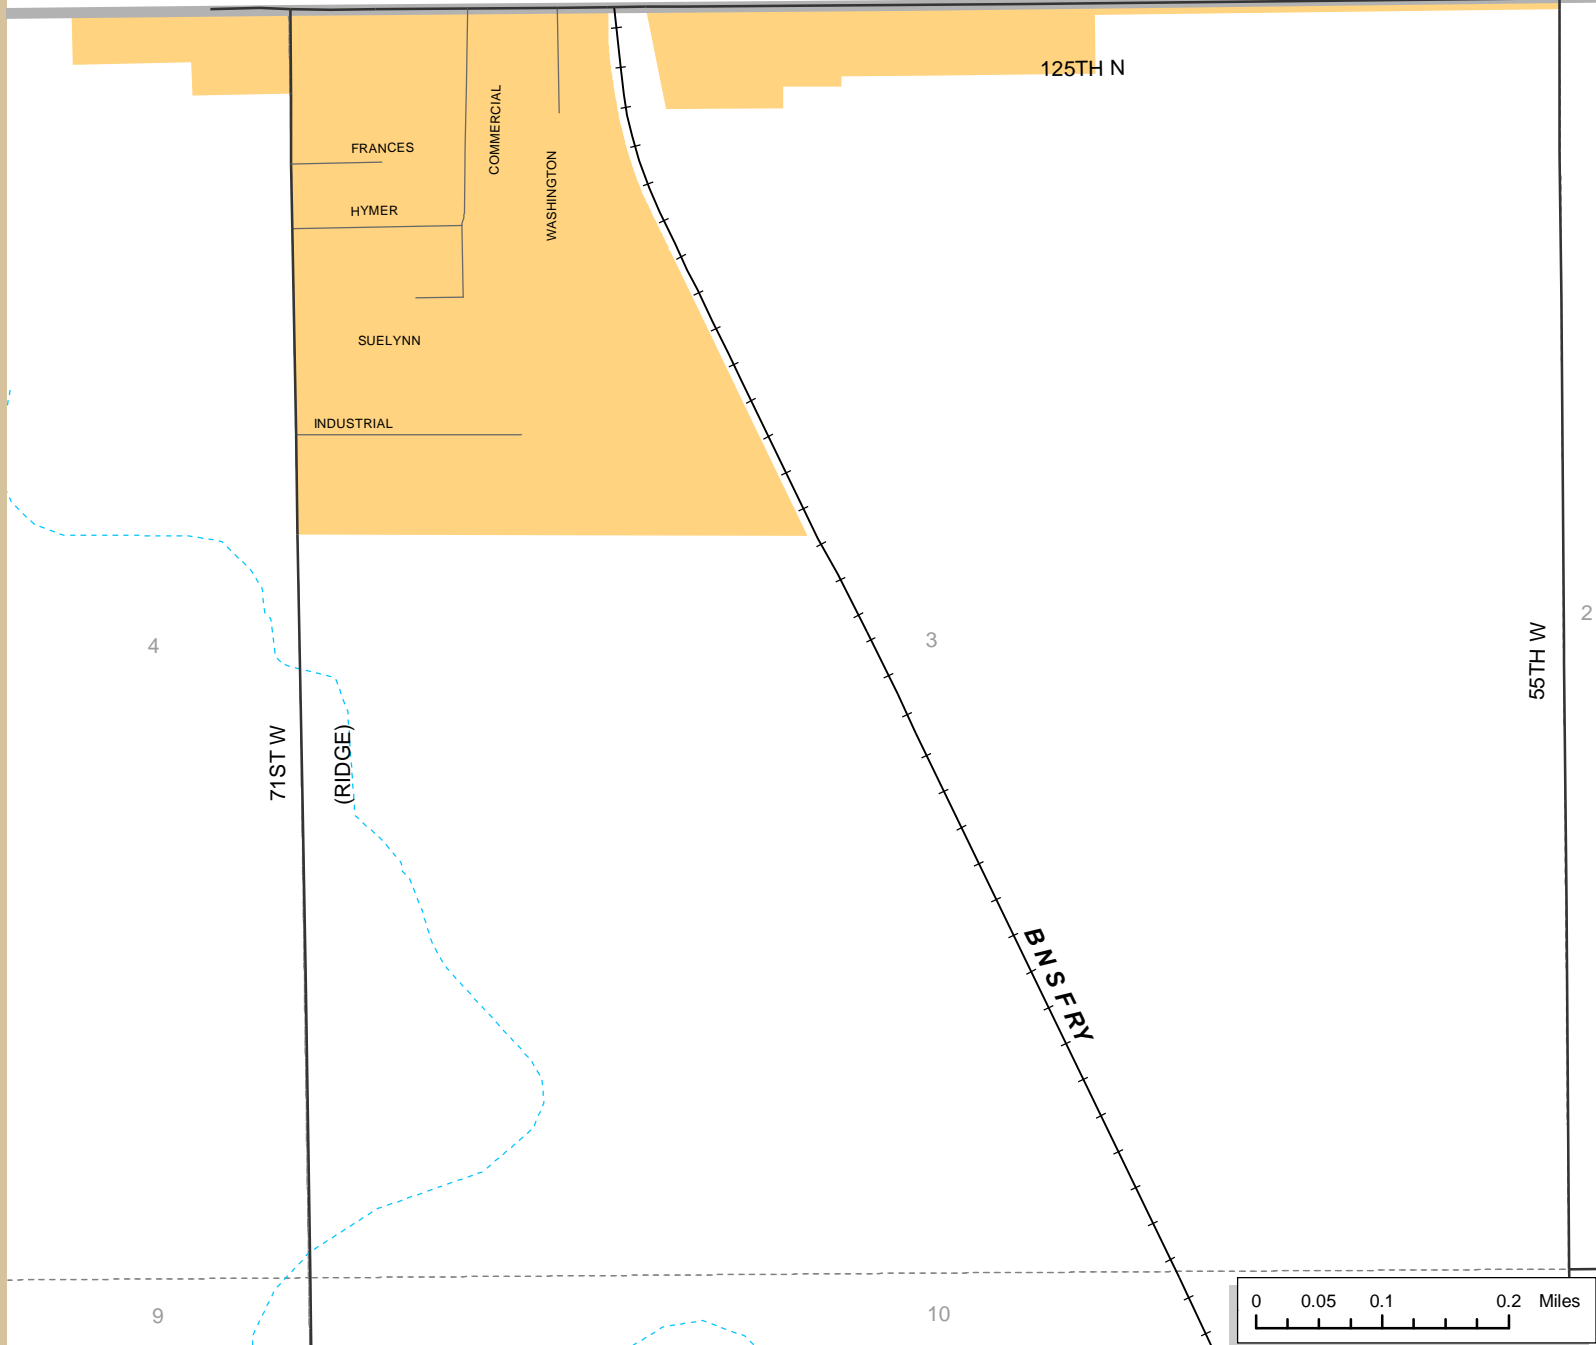 125TH N
COMMERCIAL
FRANCES
WASHINGTON
HYMER
SUELYNN
INDUSTRIAL
2
4
3
55TH W
71ST W
(RIDGE)
BNSF RY
9
10
0 0.05 0.1 0.2 Miles